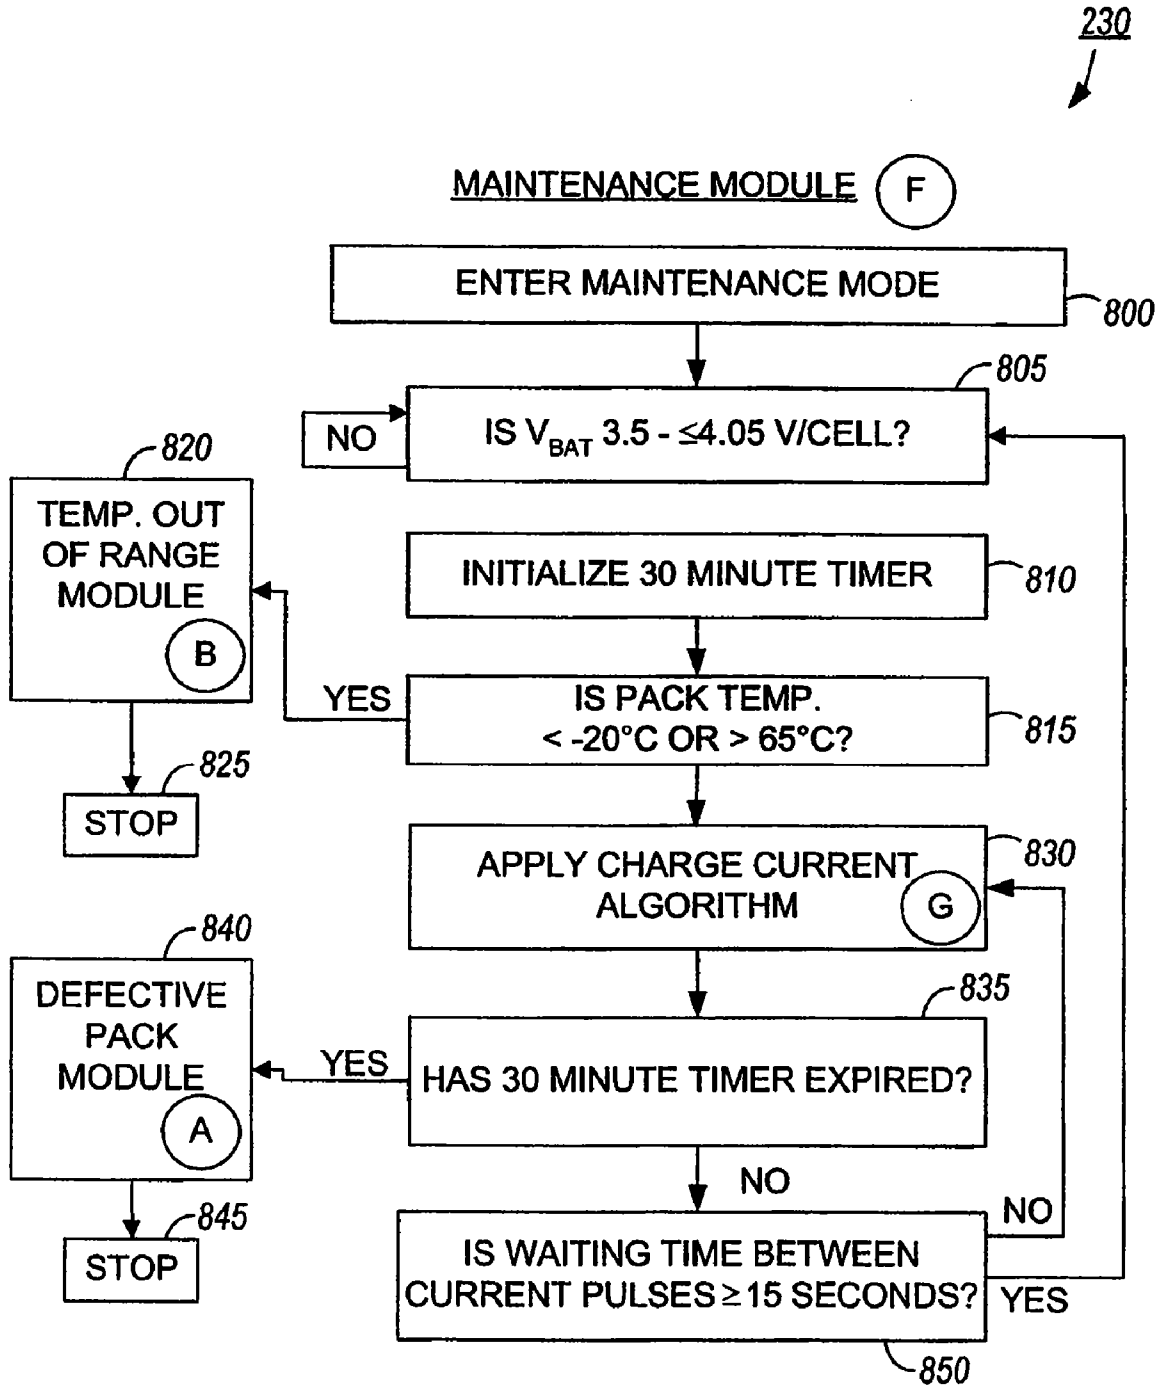 230
MAINTENANCE MODULE F
ENTER MAINTENANCE MODE
800
805
IS VBAT 3.5 - ≤4.05 V/CELL?
NO
820
TEMP. OUT
OF RANGE
MODULE
B
INITIALIZE 30 MINUTE TIMER
810
YES
IS PACK TEMP.
< -20°C OR > 65°C?
815
825
STOP
830
APPLY CHARGE CURRENT
ALGORITHM
G
840
DEFECTIVE
PACK
MODULE
A
835
YES
HAS 30 MINUTE TIMER EXPIRED?
NO
845
STOP
NO
IS WAITING TIME BETWEEN
CURRENT PULSES ≥ 15 SECONDS?
YES
850